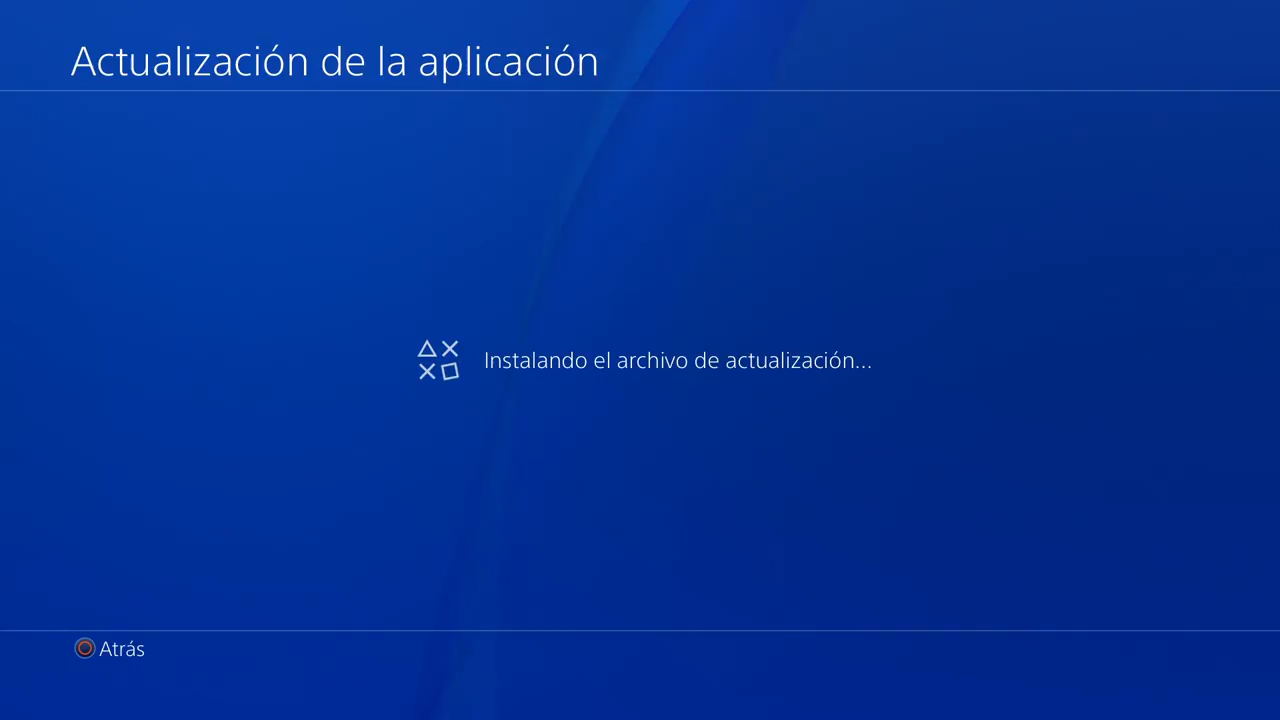 Actualización de la aplicación
Instalando el archivo de actualización...
Atrás